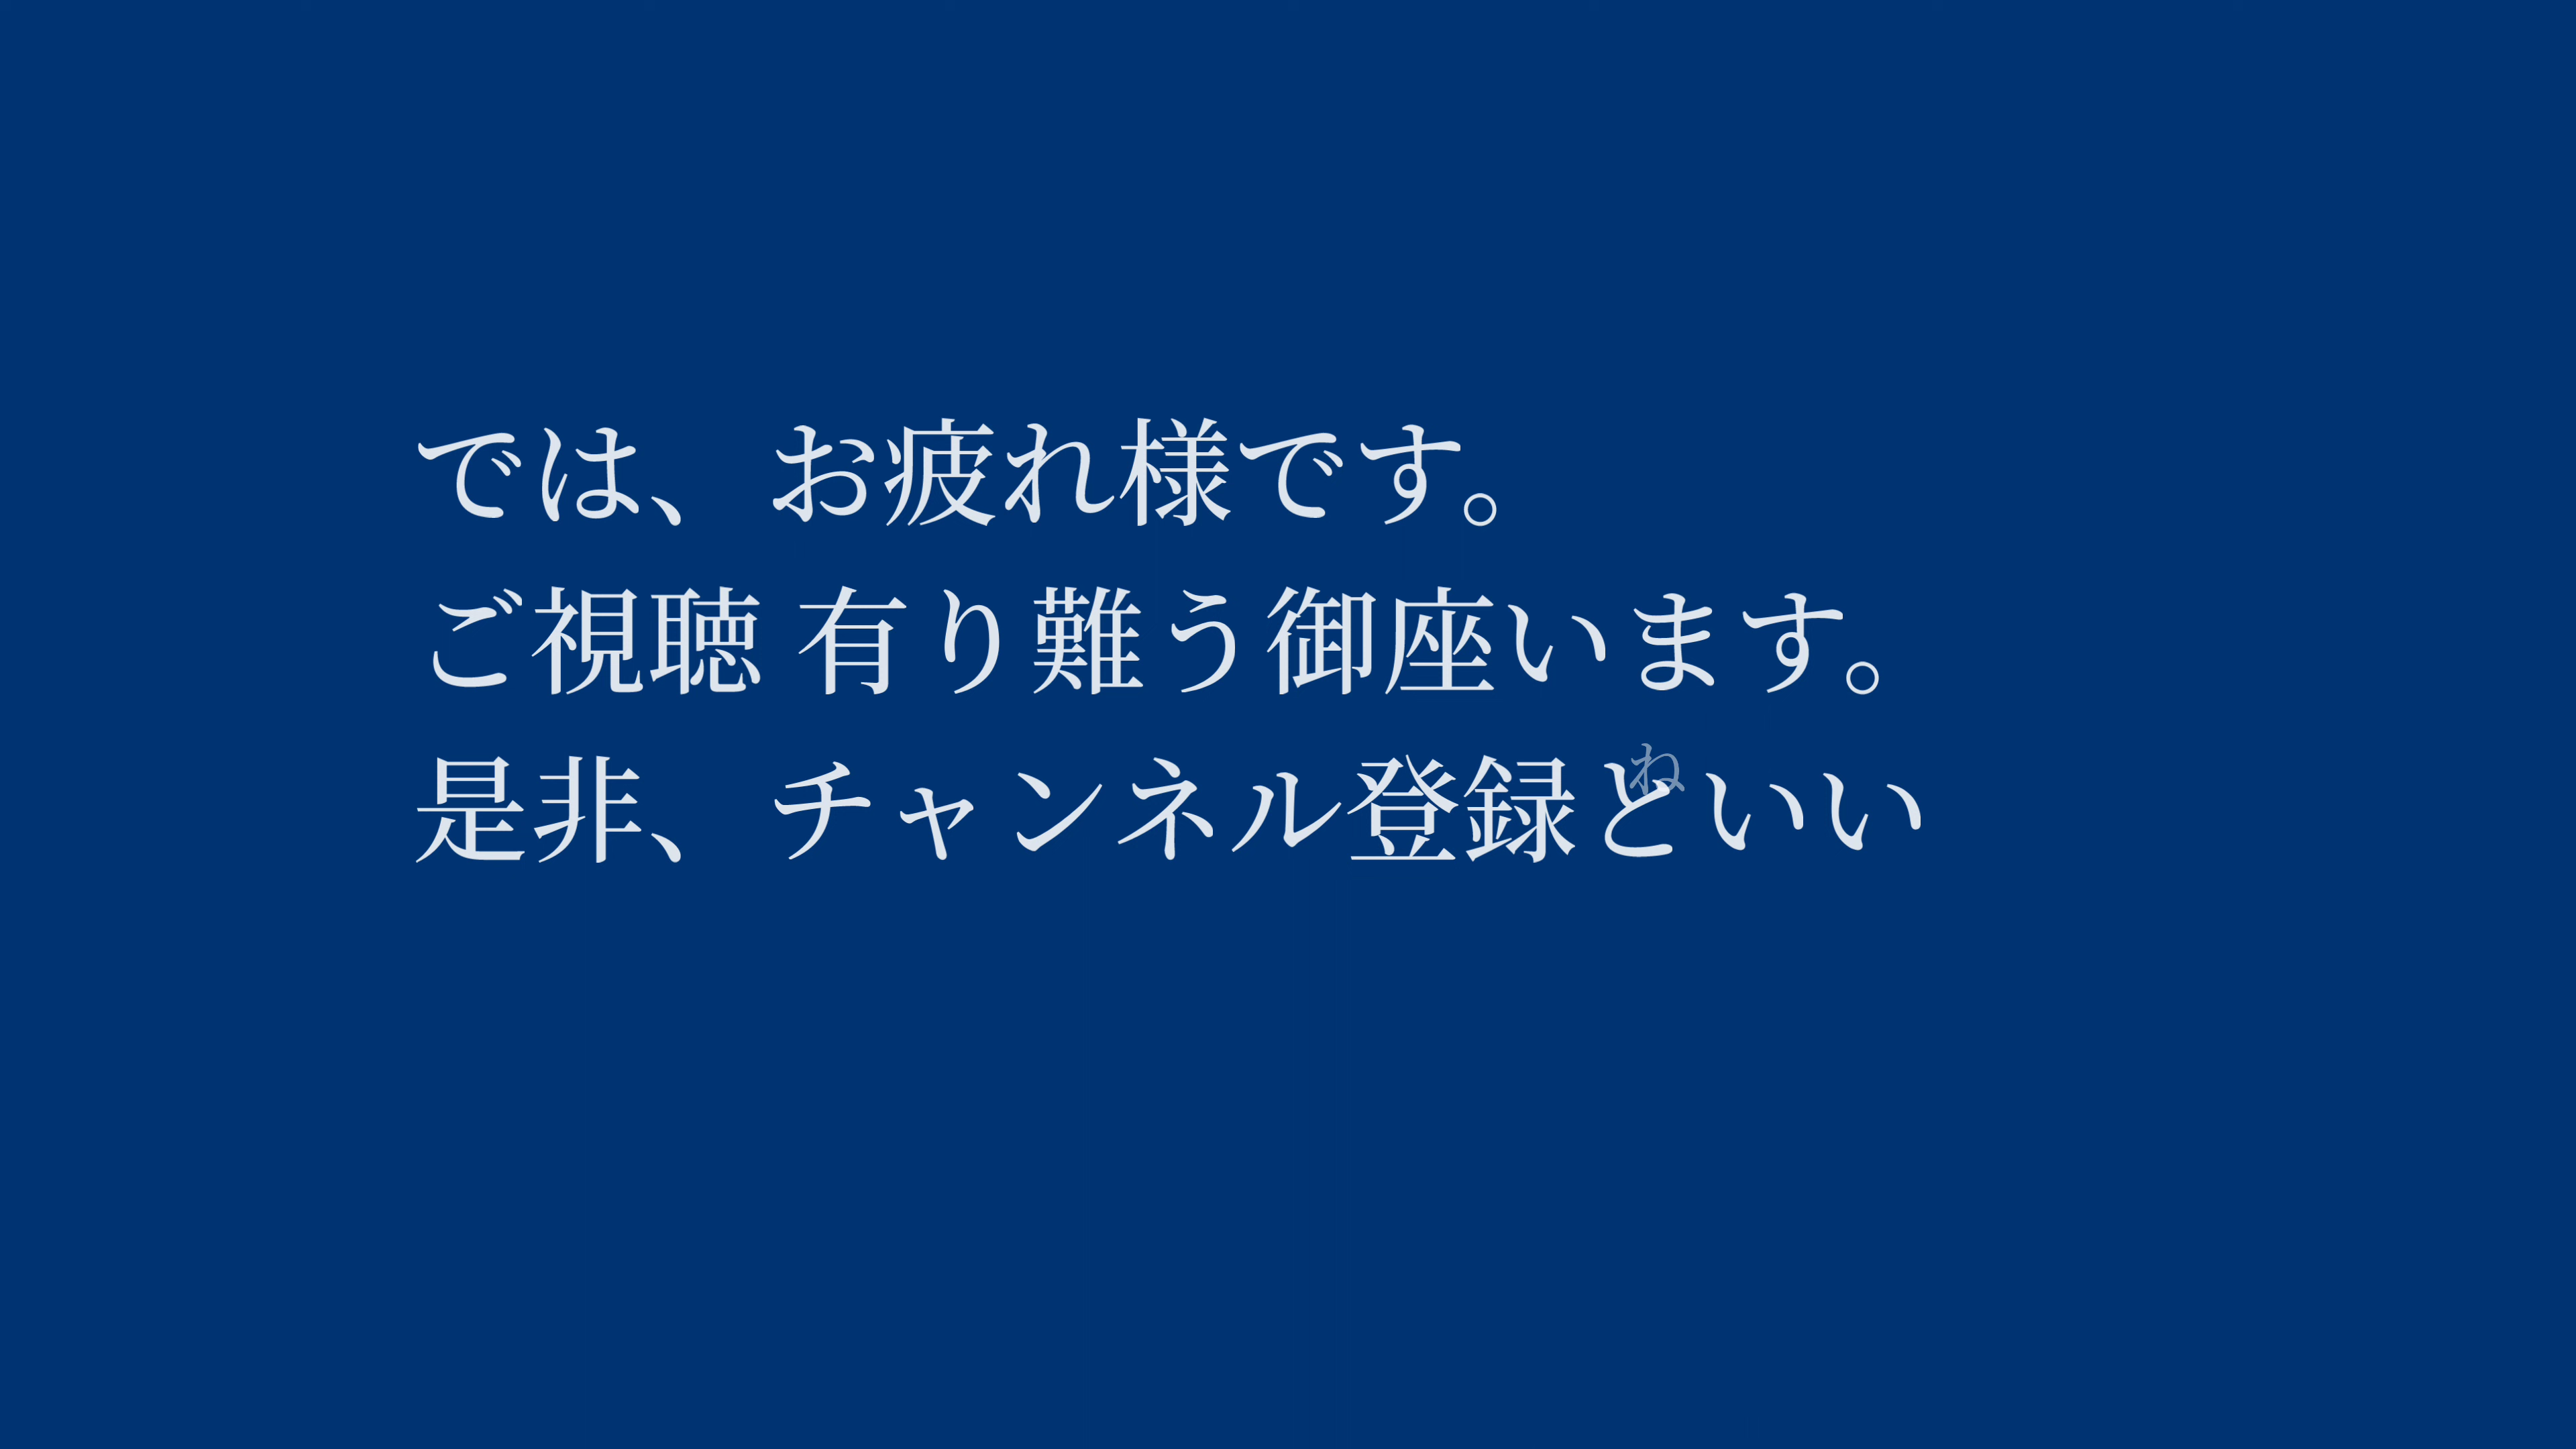 では、お疲れ様です。
ご視聴 有り難う御座います。
是非、チャンネル登録といい
ね